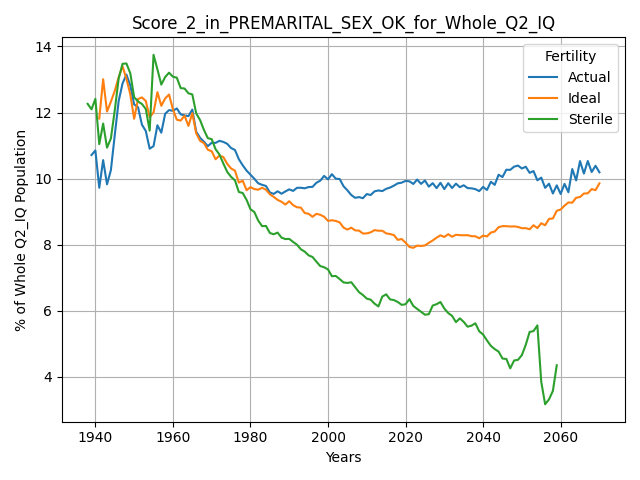 Score_2_in_PREMARITAL_SEX_OK_for_Whole_Q2_IQ
% of Whole Q2_IQ Population
14
12
10
8
6
4
Fertility
Actual
Ideal
Sterile
1940 1960 1980 2000 2020 2040 2060
Years